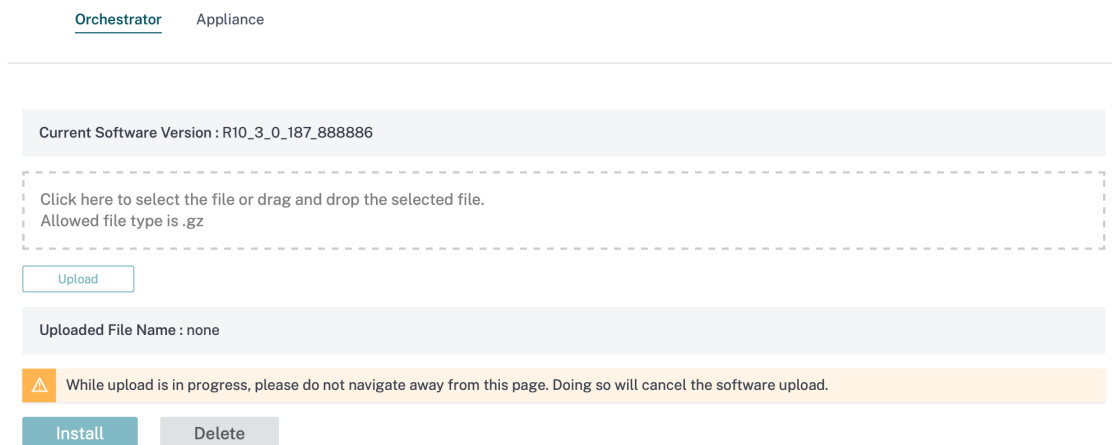 Orchestrator Appliance
Current Software Version : R10_3_0_187_888886
Click here to select the file or drag and drop the selected file.
Allowed file type is .gz
Upload
Uploaded File Name : none
While upload is in progress, please do not navigate away from this page. Doing so will cancel the software upload.
Install Delete